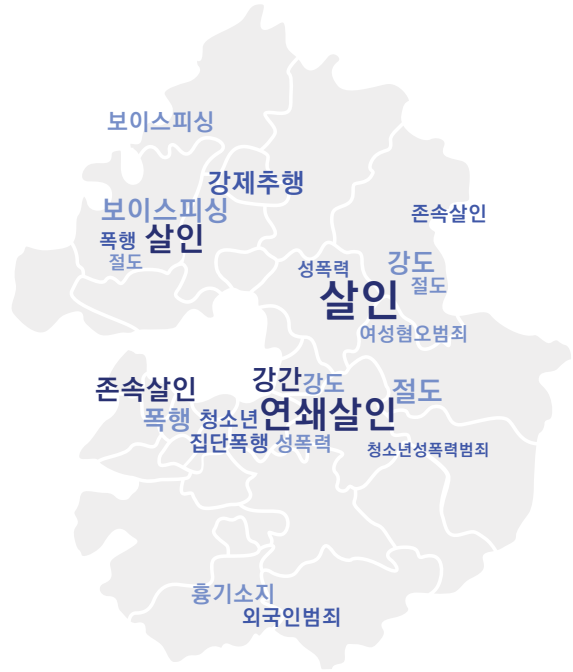 보이스피싱
강제추행
보이스피싱
존속살인
폭행 살인
절도
성폭력
강도
절도
살인
여성혐오범죄
강간 강도
존속살인
절도
폭행 청소년 연쇄살인
집단폭행 성폭력
청소년성폭력범죄
흉기소지
외국인범죄